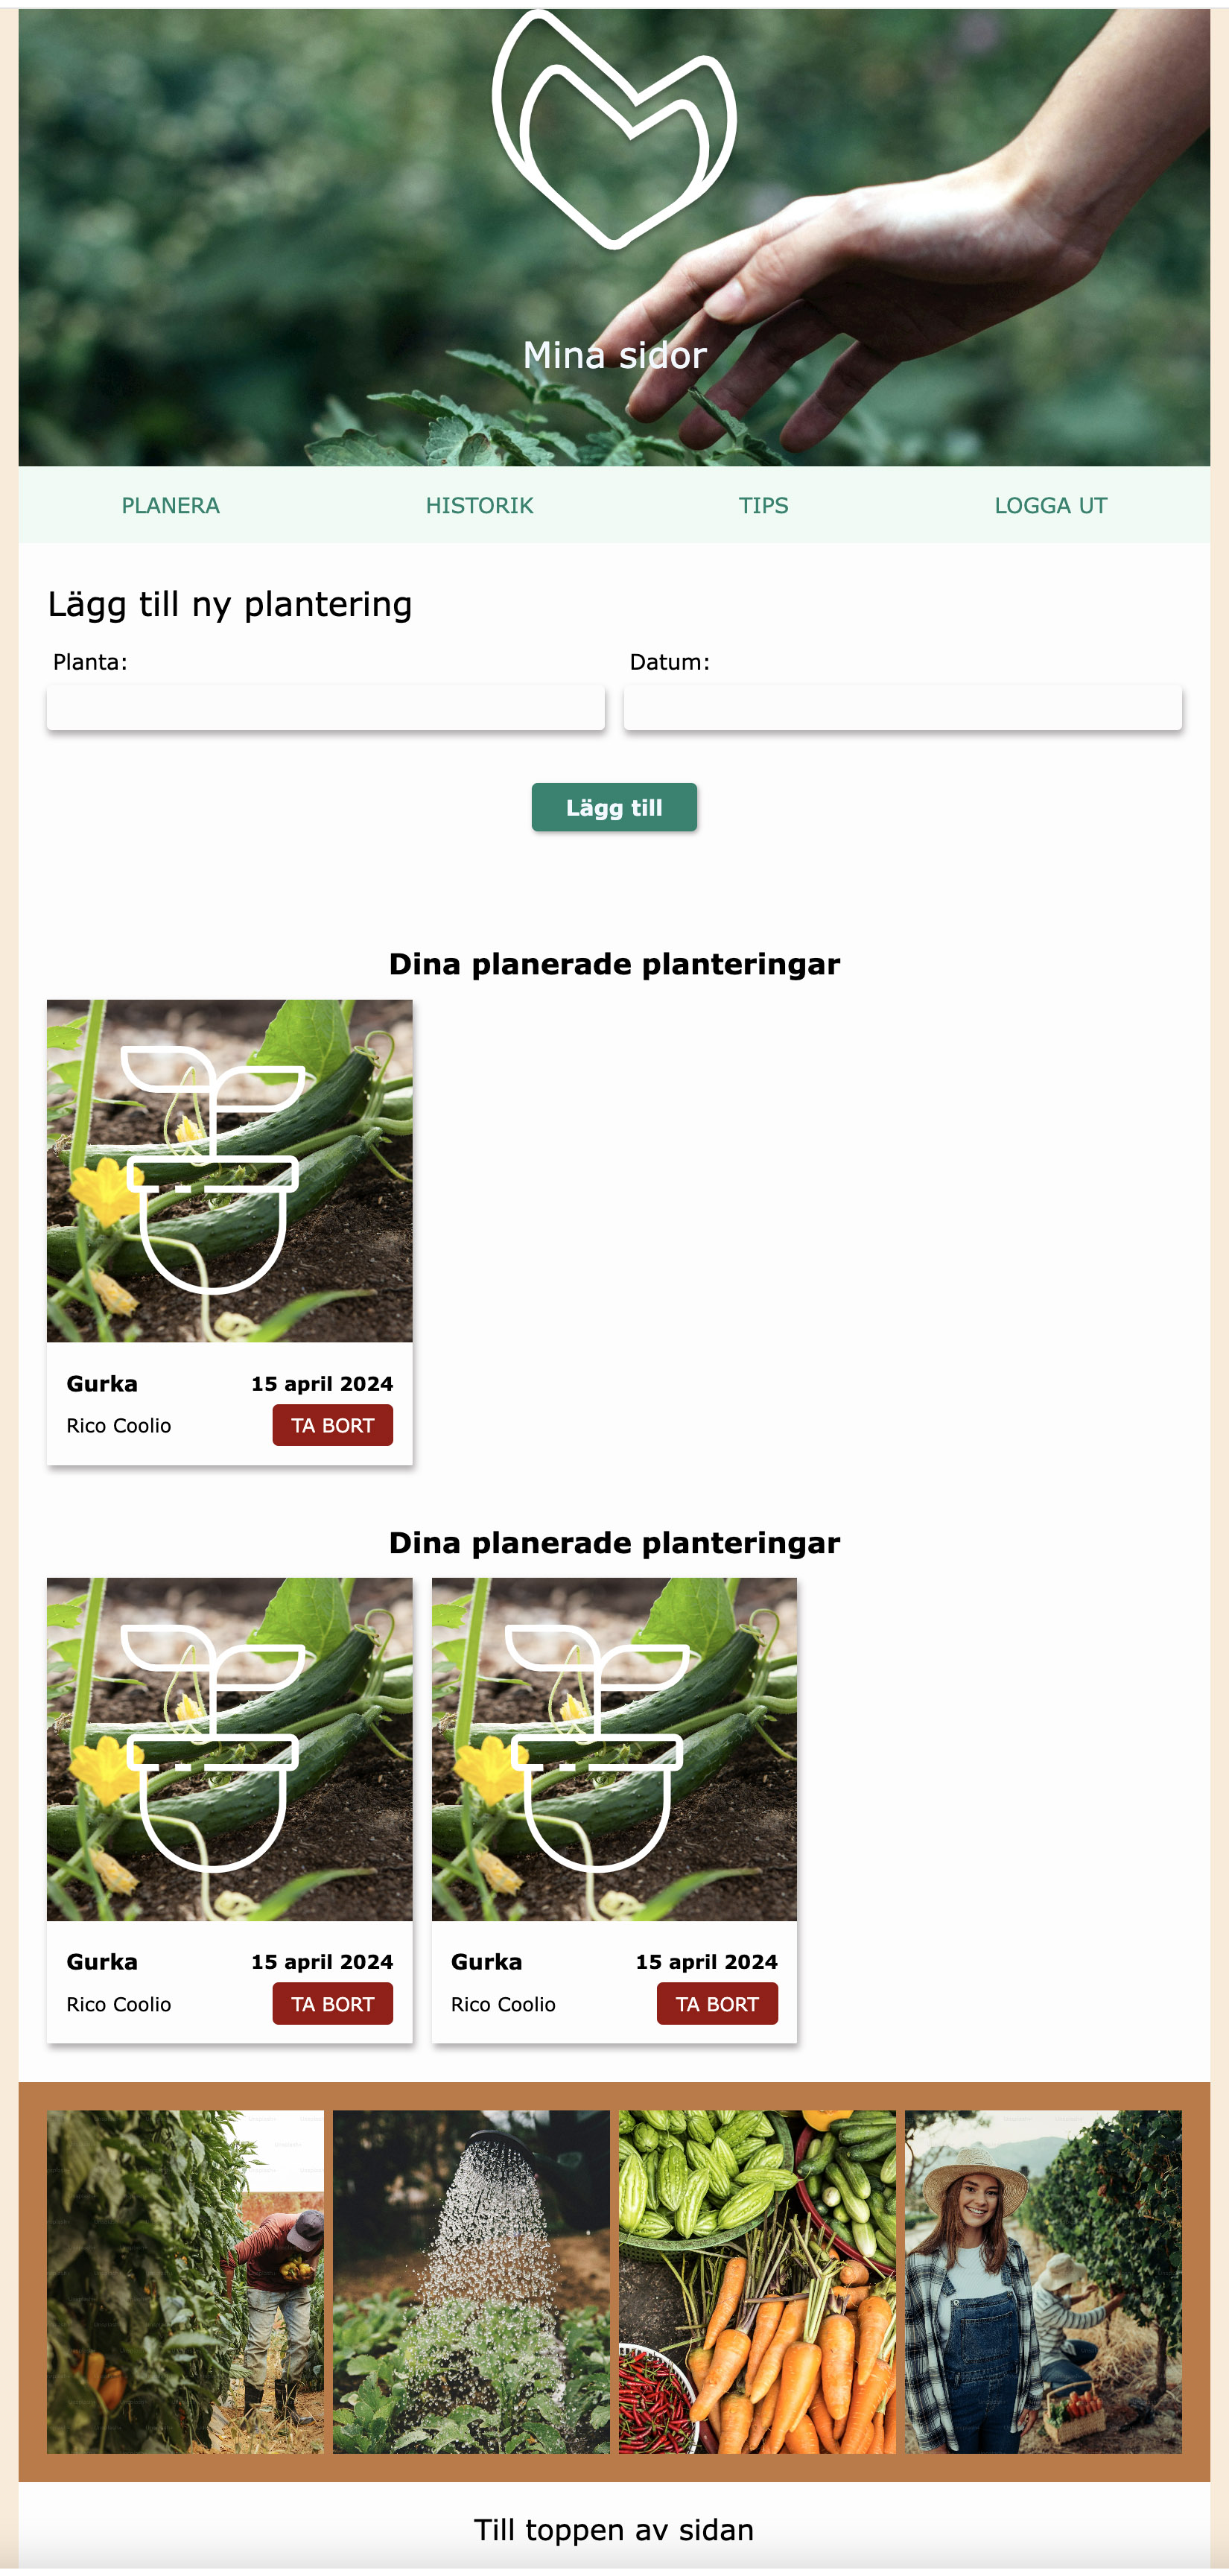 Mina sidor
PLANERA HISTORIK TIPS LOGGA UT
Lägg till ny plantering
Planta: Datum:
Lägg till
Dina planerade planteringar
Gurka 15 april 2024
Rico Coolio TA BORT
Dina planerade planteringar
Gurka 15 april 2024 Gurka 15 april 2024
Rico Coolio TA BORT Rico Coolio TA BORT
Till toppen av sidan